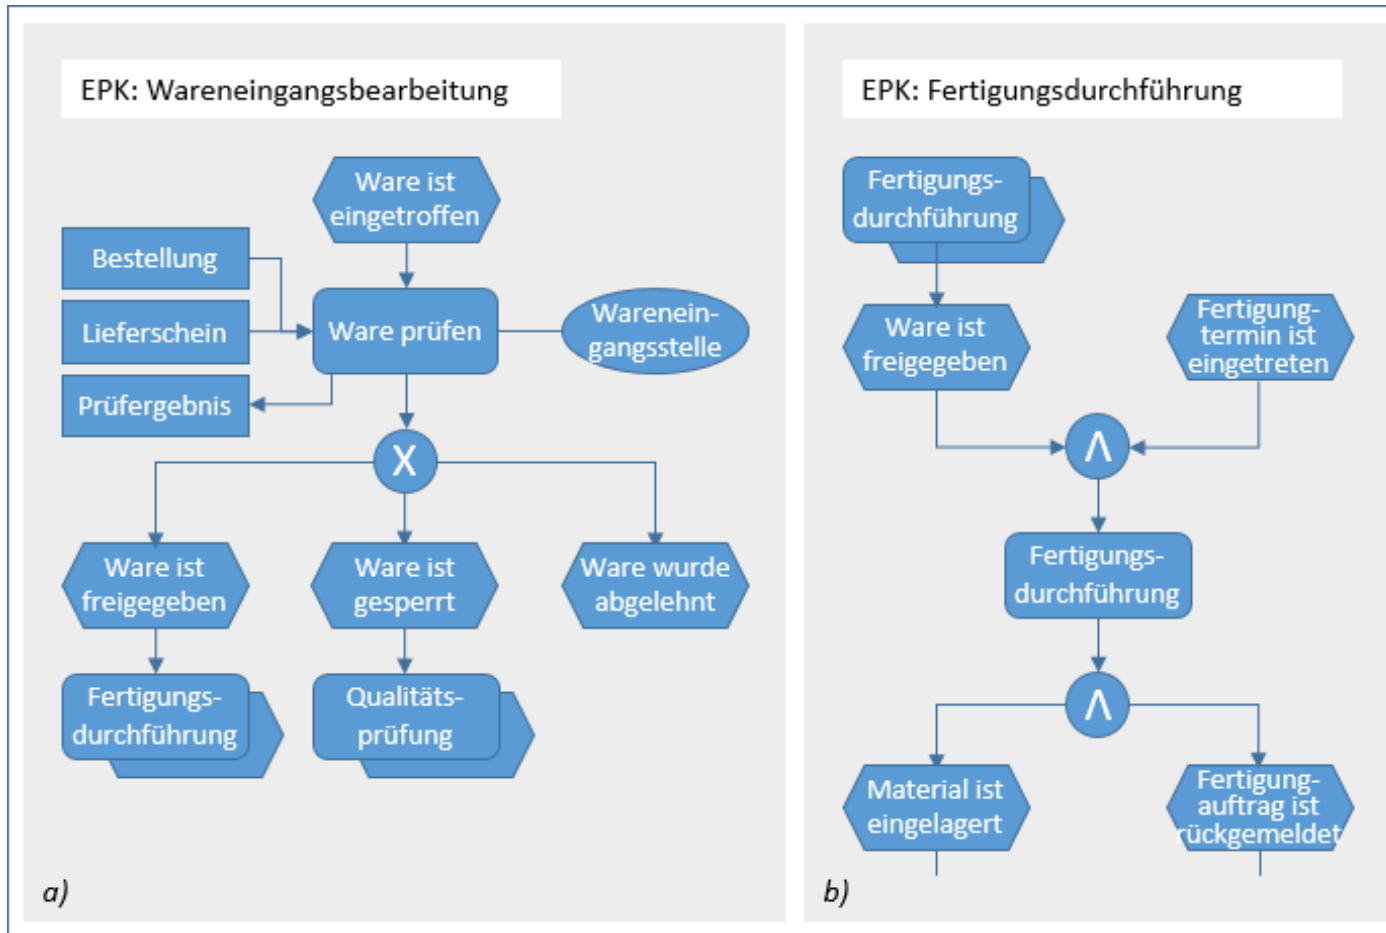 EPK: Wareneingangsbearbeitung
Ware ist
eingetroffen
Bestellung
Lieferschein
Prüfergebnis
Ware prüfen
Warenein-
gangsstelle
X
Ware ist
freigegeben
Ware ist
gesperrt
Ware wurde
abgelehnt
Fertigungs-
durchführung
Qualitäts-
prüfung
a)
EPK: Fertigungsdurchführung
Fertigungs-
durchführung
Ware ist
freigegeben
Fertigung-
termin ist
eingetreten
Λ
Fertigungs-
durchführung
Λ
Material ist
eingelagert
Fertigung-
auftrag ist
rückgemeldet
b)